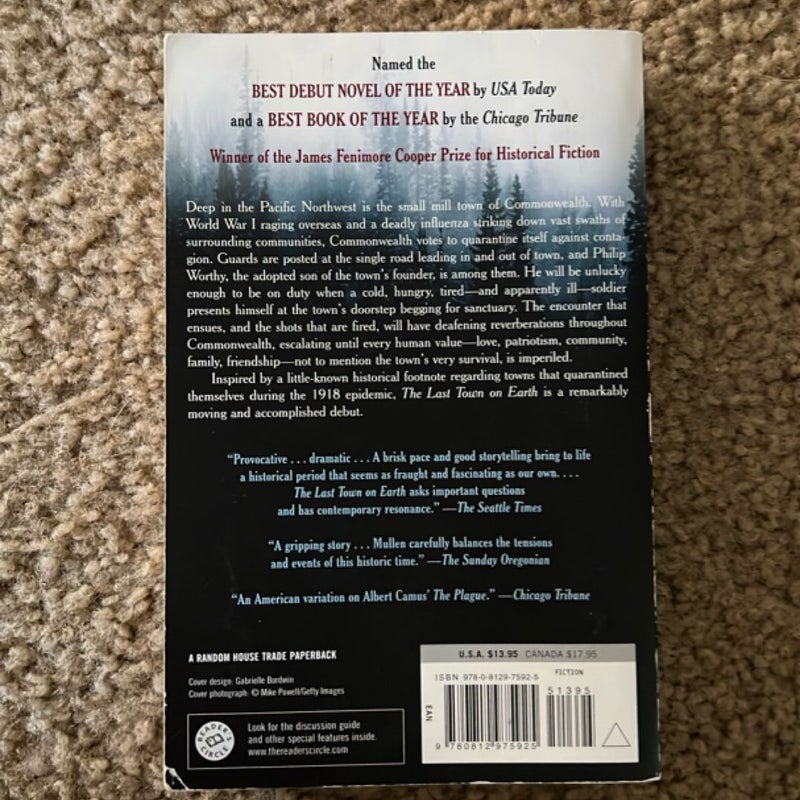 Named the
BEST DEBUT NOVEL OF THE YEAR by USA Today
and a BEST BOOK OF THE YEAR by the Chicago Tribune
Winner of the James Fenimore Cooper Prize for Historical Fiction
Deep in the Pacific Northwest is the small mill town of Commonwealth. With
World War I raging overseas and a deadly influenza striking down vast swaths of
surrounding communities, Commonwealth votes to quarantine itself against conta-
gion. Guards are posted at the single road leading in and out of town, and Philip
Worthy, the adopted son of the town's founder, is among them. He will be unlucky
enough to be on duty when a cold, hungry, tired—and apparently ill—soldier
presents himself at the town's doorstep begging for sanctuary. The encounter that
ensues, and the shots that are fired, will have deafening reverberations throughout
Commonwealth, escalating until every human value—love, patriotism, community,
family, friendship—not to mention the town's very survival, is imperiled.
Inspired by a little-known historical footnote regarding towns that quarantined
themselves during the 1918 epidemic, The Last Town on Earth is a remarkably
moving and accomplished debut.
"Provocative . . . dramatic . . . A brisk pace and good storytelling bring to life
a historical period that seems as fraught and fascinating as our own. . . .
The Last Town on Earth asks important questions
and has contemporary resonance." —The Seattle Times
"A gripping story . . . Mullen carefully balances the tensions
and events of this historic time." —The Sunday Oregonian
"An American variation on Albert Camus' The Plague." —Chicago Tribune
A RANDOM HOUSE TRADE PAPERBACK
Cover design: Gabrielle Bordwin
Cover photograph: © Mike Powell/Getty Images
READER'S CIRCLE
Look for the discussion guide
and other special features inside.
www.thereaderscircle.com
U.S.A. $13.95 CANADA $17.95
FICTION
ISBN 978-0-8129-7592-5
51395
EAN
9 780812 975925